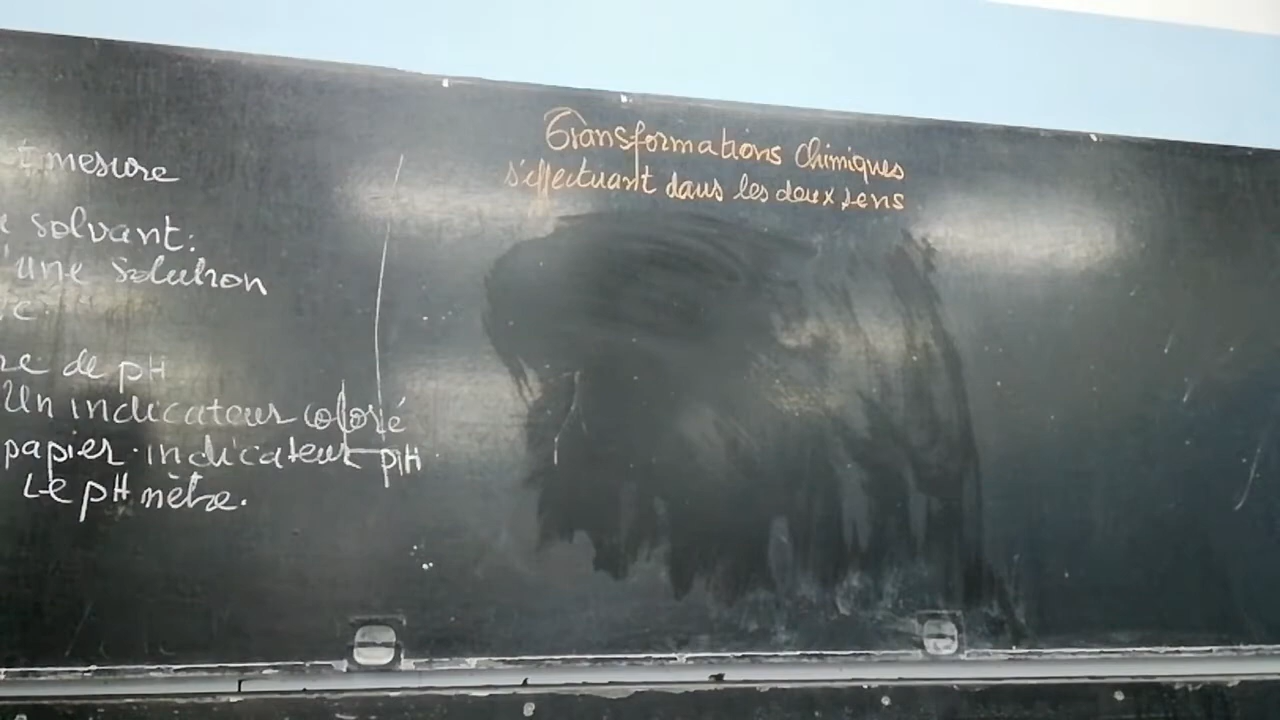 Transformations Chimiques
s'effectuant dans les deux sens
mesure
solvant:
'une solution
de pH
Un indicateur coloré
papier indicateur pH
Le pH mètre.